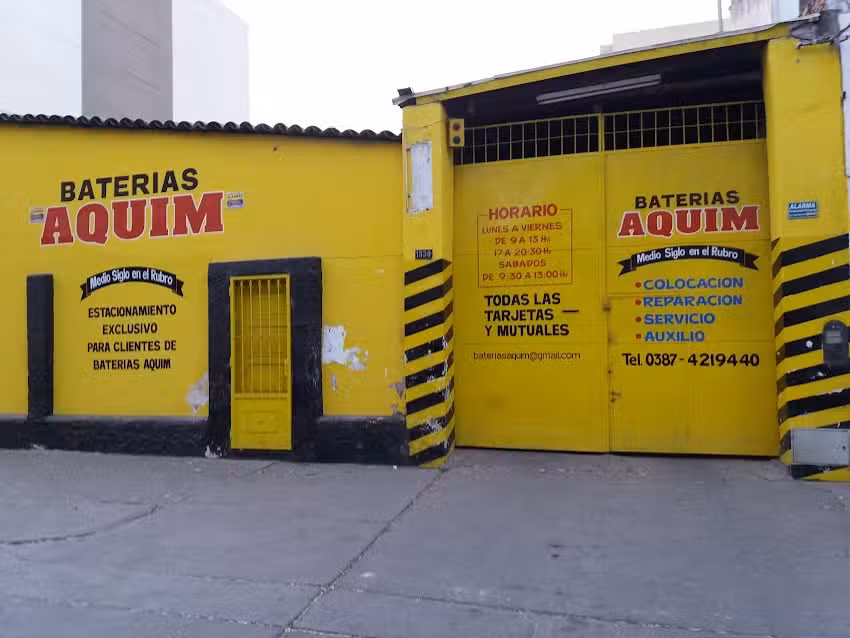 BATERIAS
AQUIM
Medio Siglo en el Rubro
ESTACIONAMIENTO
EXCLUSIVO
PARA CLIENTES DE
BATERIAS AQUIM
HORARIO
LUNES A VIERNES
DE 9 A 13 Hs
17 A 20:30 Hs
SABADOS
DE 9:30 A 13:00 Hs
TODAS LAS
TARJETAS
Y MUTUALES
bateriasaquim@gmail.com
BATERIAS
AQUIM
Medio Siglo en el Rubro
• COLOCACION
• REPARACION
• SERVICIO
• AUXILIO
Tel. 0387-4219440
ALARMA